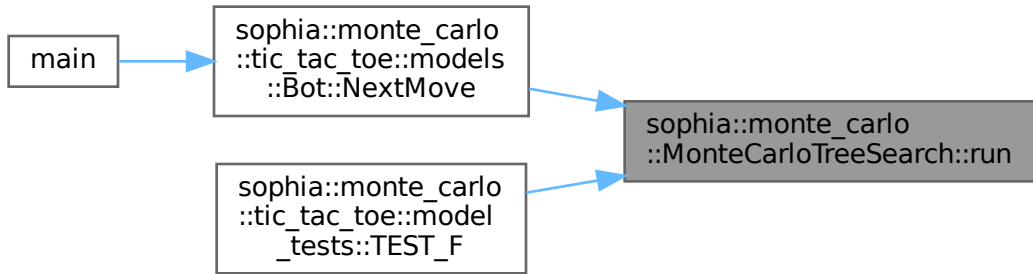 main
sophia::monte_carlo
::tic_tac_toe::models
::Bot::NextMove
sophia::monte_carlo
::tic_tac_toe::model
_tests::TEST_F
sophia::monte_carlo
::MonteCarloTreeSearch::run